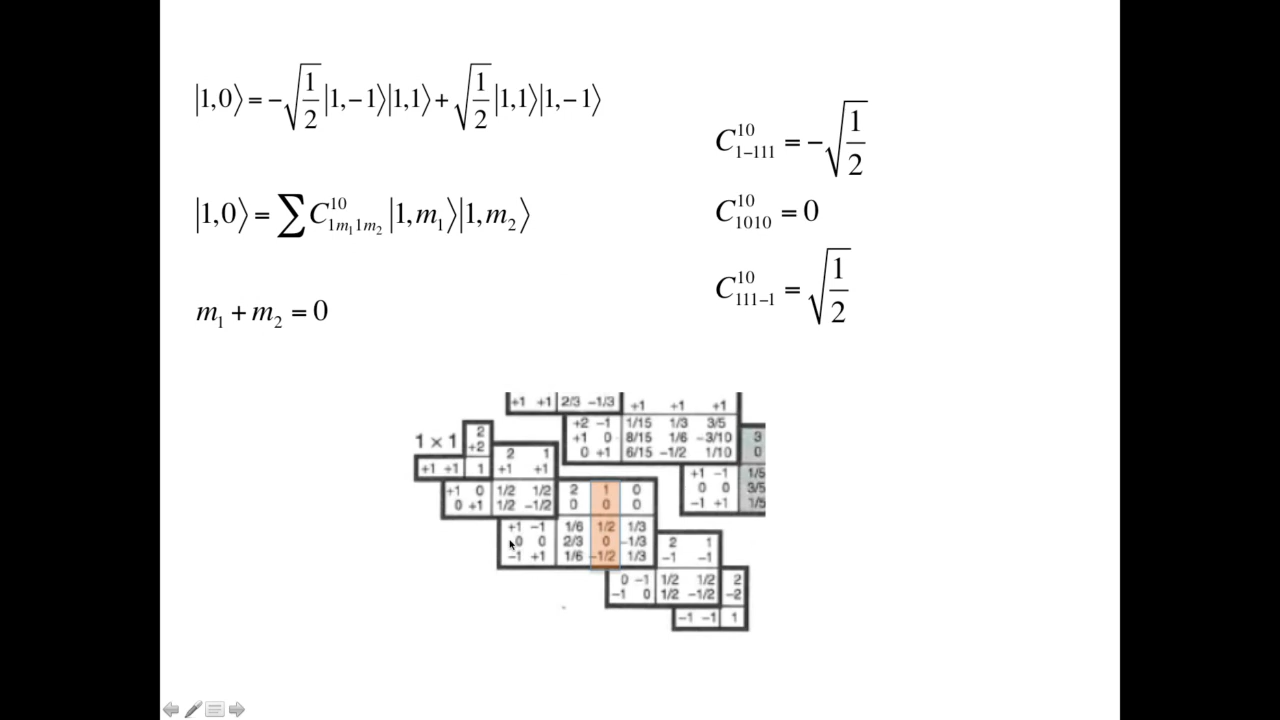 |1,0⟩ = −√(1/2) |1,−1⟩|1,1⟩ + √(1/2) |1,1⟩|1,−1⟩
|1,0⟩ = ∑ C^{10}_{1m₁1m₂} |1,m₁⟩|1,m₂⟩
m₁ + m₂ = 0
C^{10}_{1−111} = −√(1/2)
C^{10}_{1010} = 0
C^{10}_{111−1} = √(1/2)
+1 +1 2/3 −1/3
+1 +1 +1
+2 −1 1/15 1/3 3/5
+1 0 8/15 1/6 −3/10
0 +1 6/15 −1/2 1/10
3
0
+1 −1 1/5
0 0 3/5
−1 +1 1/5
1 × 1
2
+2
+1 +1 1
2 1
+1 +1
+1 0 1/2 1/2
0 +1 1/2 −1/2
2 1 0
0 0 0
+1 −1 1/6 1/2 1/3
0 0 2/3 0 −1/3
−1 +1 1/6 −1/2 1/3
2 1
−1 −1
0 −1 1/2 1/2
−1 0 1/2 −1/2
2
−2
−1 −1 1